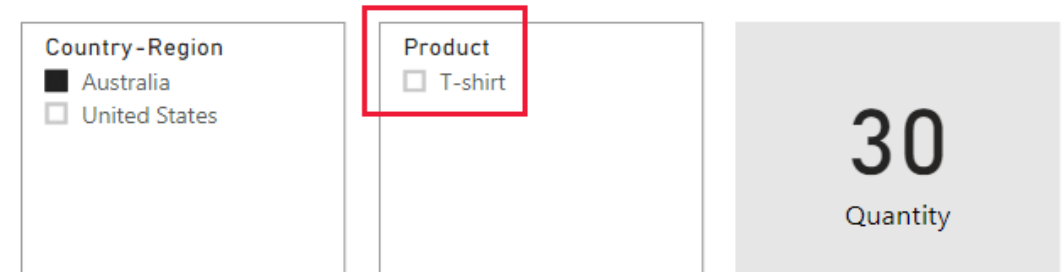 Country-Region
Australia
United States
Product
T-shirt
30
Quantity